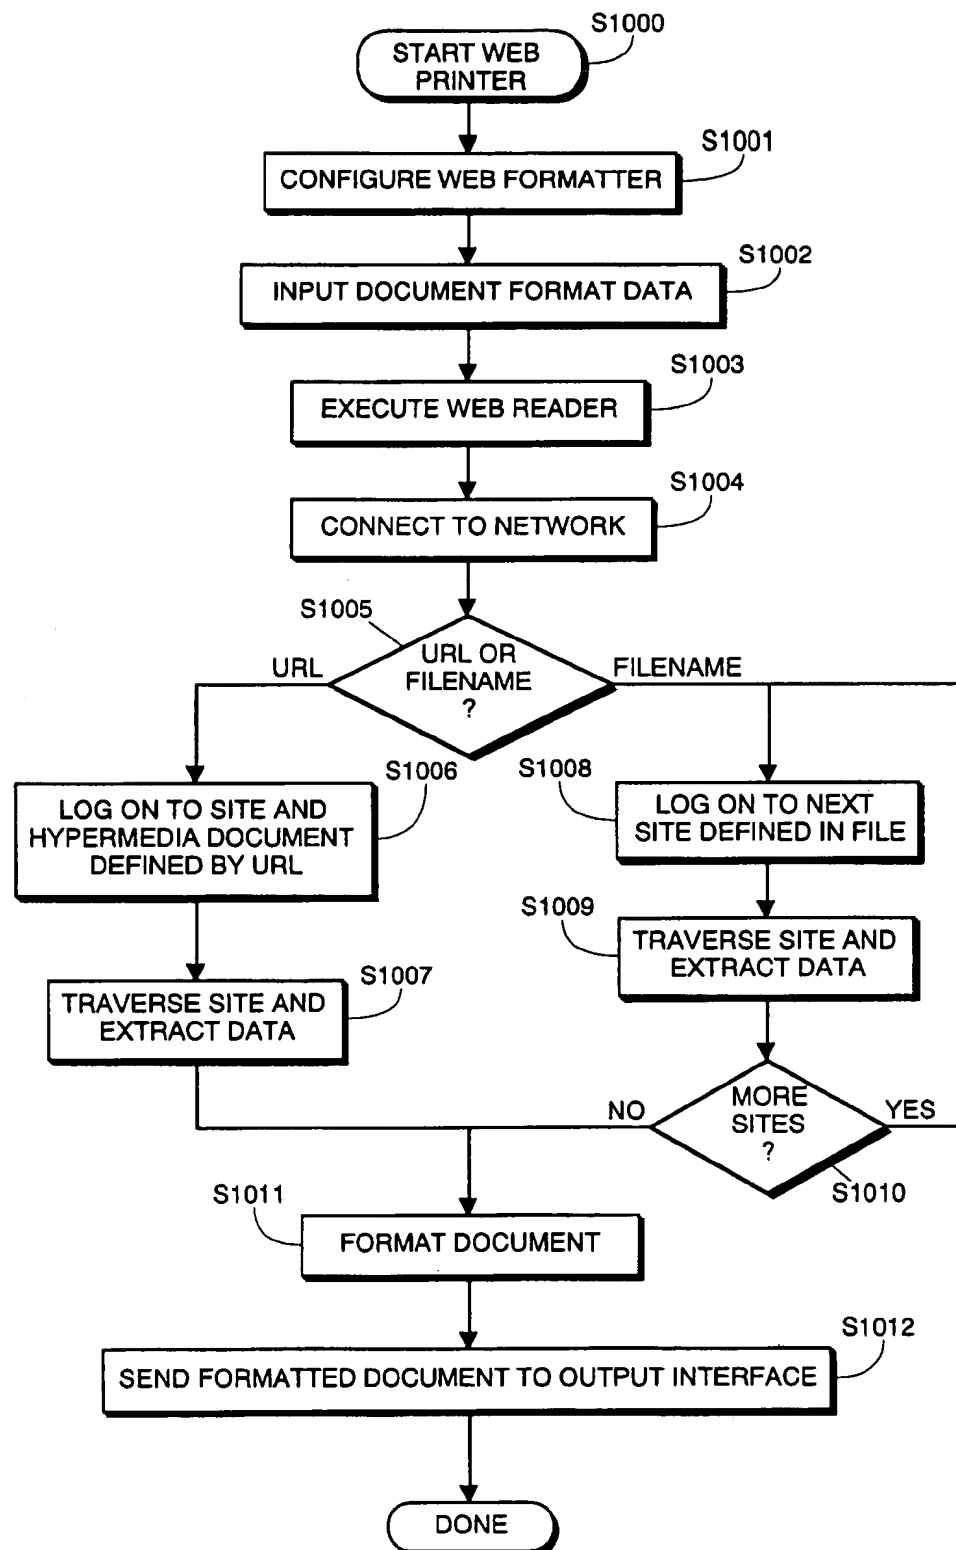 S1000
START WEB
PRINTER
S1001
CONFIGURE WEB FORMATTER
S1002
INPUT DOCUMENT FORMAT DATA
S1003
EXECUTE WEB READER
S1004
CONNECT TO NETWORK
S1005
URL
URL OR
FILENAME
?
FILENAME
S1006
LOG ON TO SITE AND
HYPERMEDIA DOCUMENT
DEFINED BY URL
S1008
LOG ON TO NEXT
SITE DEFINED IN FILE
S1007
TRAVERSE SITE AND
EXTRACT DATA
S1009
TRAVERSE SITE AND
EXTRACT DATA
NO
MORE
SITES
?
YES
S1010
S1011
FORMAT DOCUMENT
S1012
SEND FORMATTED DOCUMENT TO OUTPUT INTERFACE
DONE